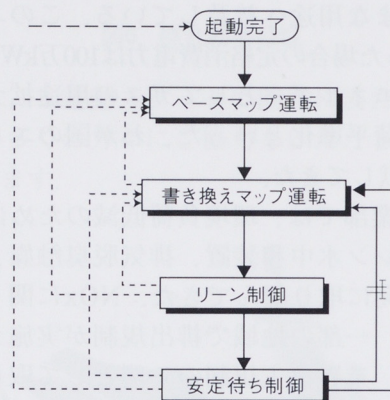 起動完了
ベースマップ運転
書き換えマップ運転
リーン制御
安定待ち制御